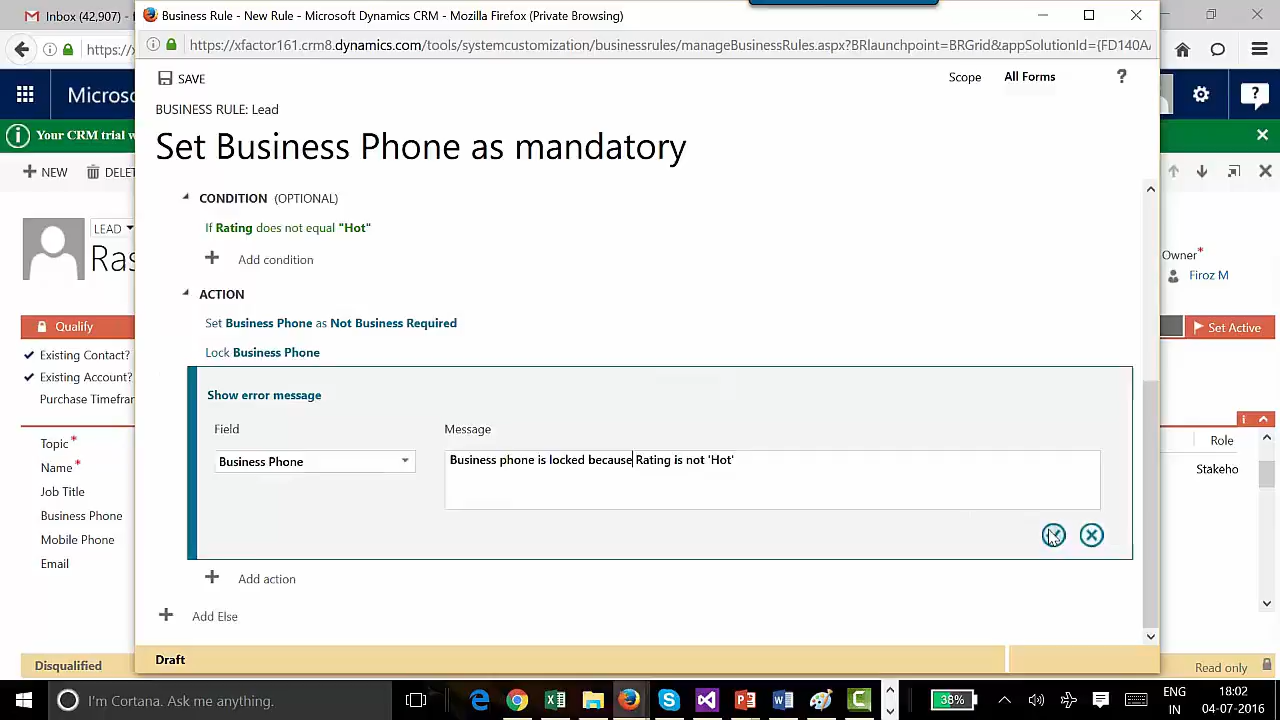 Inbox (42,907) - f
Business Rule - New Rule - Microsoft Dynamics CRM - Mozilla Firefox (Private Browsing)
https://x
https://xfactor161.crm8.dynamics.com/tools/systemcustomization/businessrules/manageBusinessRules.aspx?BRlaunchpoint=BRGrid&appSolutionId={FD140A
Microso
SAVE
Scope
All Forms
?
Your CRM trial w
BUSINESS RULE: Lead
Set Business Phone as mandatory
NEW
DELET
LEAD
Ras
CONDITION (OPTIONAL)
If Rating does not equal "Hot"
Add condition
Owner*
Firoz M
ACTION
Set Business Phone as Not Business Required
Lock Business Phone
Qualify
Set Active
Existing Contact?
Existing Account?
Purchase Timefran
Show error message
Field
Message
Business Phone
Business phone is locked because Rating is not 'Hot'
Topic*
Name*
Job Title
Business Phone
Mobile Phone
Email
Role
Stakeho
Add action
Add Else
Draft
Disqualified
Read only
I'm Cortana. Ask me anything.
38%
ENG
IN
18:02
04-07-2016